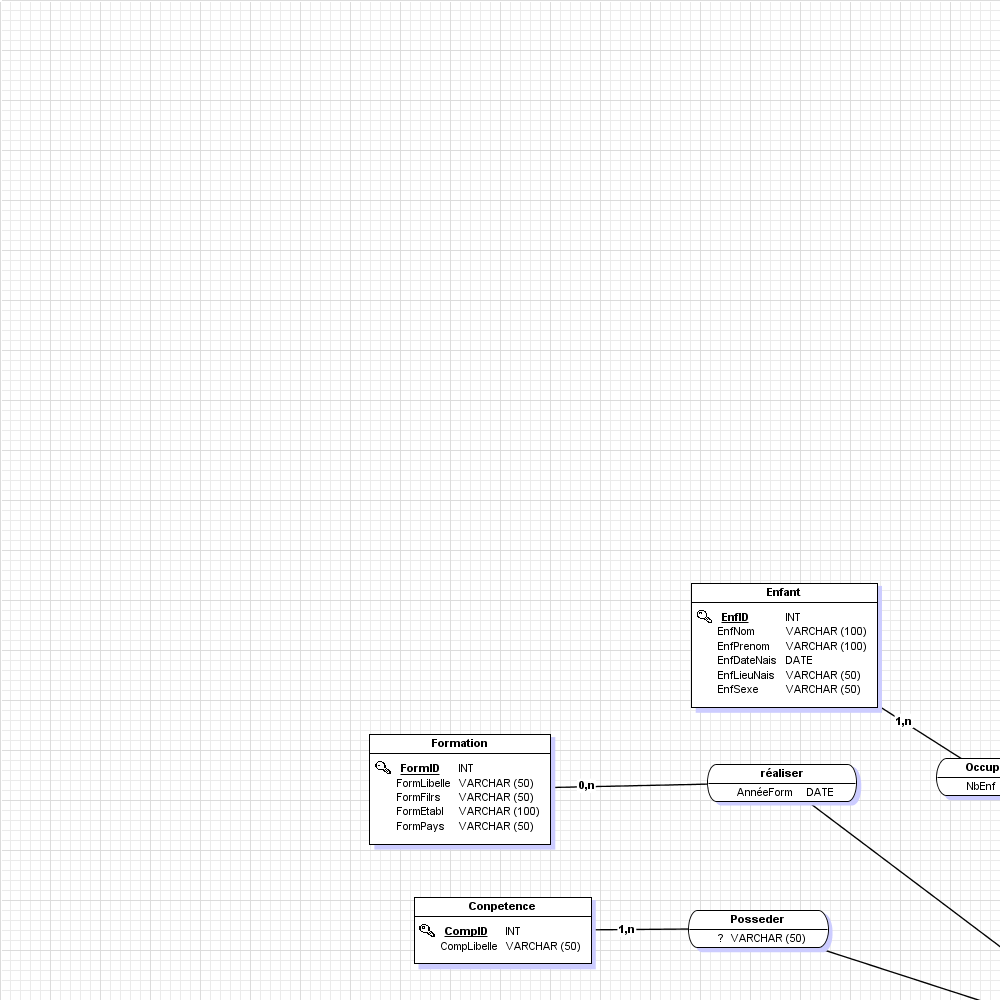 Enfant
EnfID INT
EnfNom VARCHAR (100)
EnfPrenom VARCHAR (100)
EnfDateNais DATE
EnfLieuNais VARCHAR (50)
EnfSexe VARCHAR (50)
1,n
Occup
NbEnf
Formation
FormID INT
FormLibelle VARCHAR (50)
FormFilrs VARCHAR (50)
FormEtabl VARCHAR (100)
FormPays VARCHAR (50)
0,n
réaliser
AnnéeForm DATE
Conpetence
CompID INT
CompLibelle VARCHAR (50)
1,n
Posseder
? VARCHAR (50)